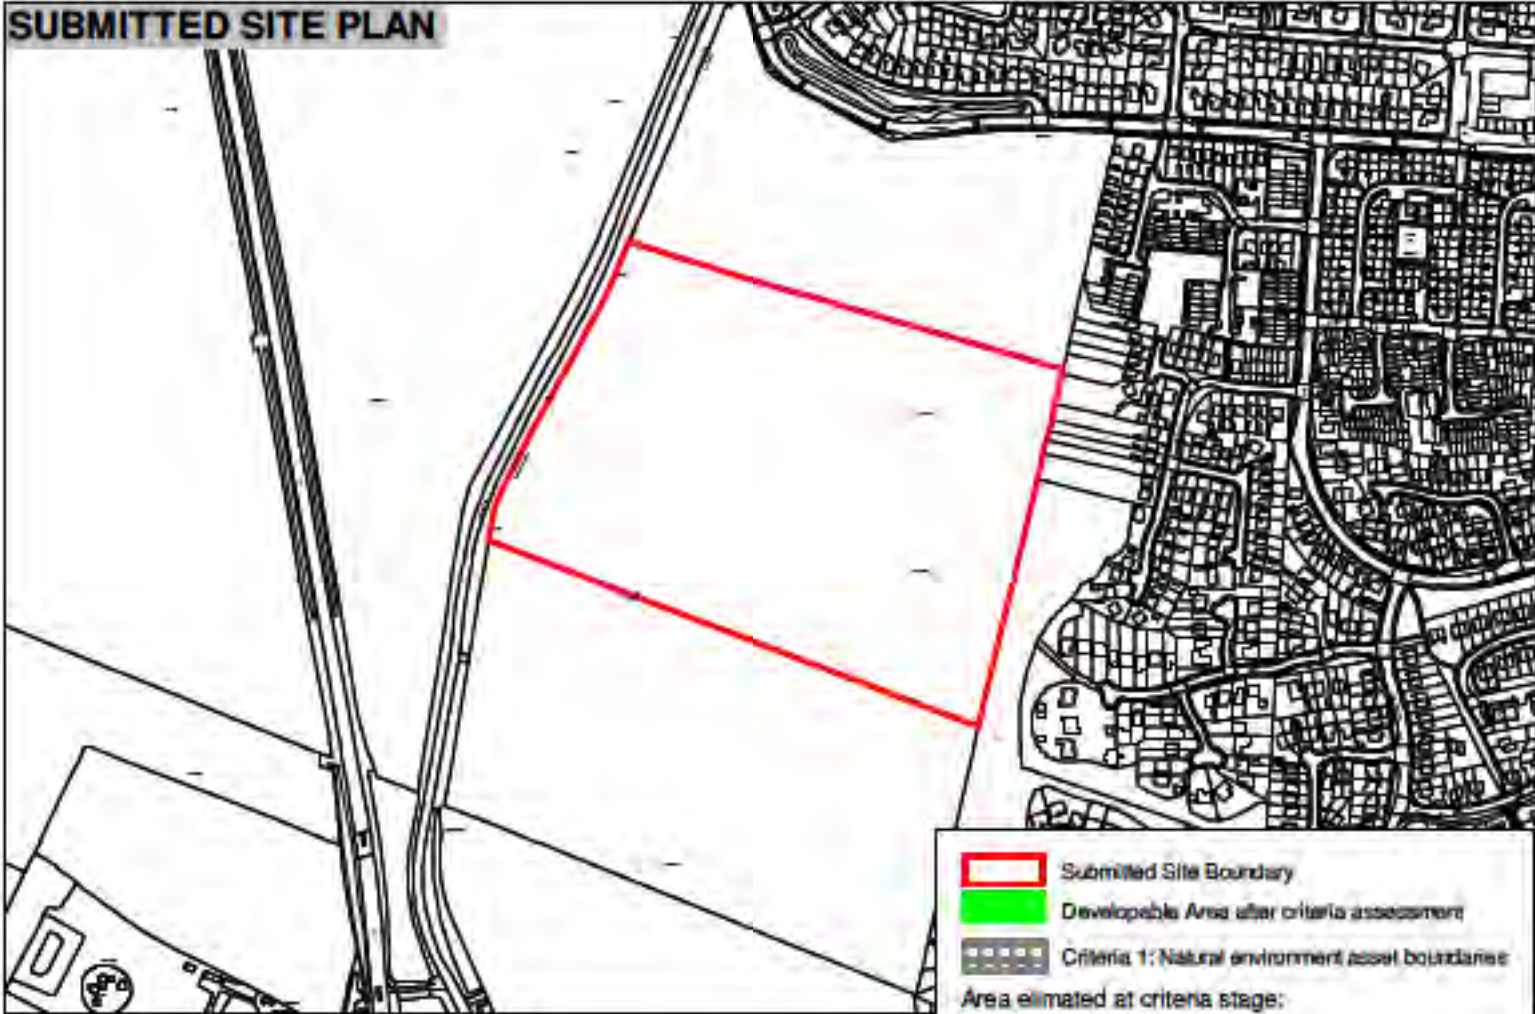 SUBMITTED SITE PLAN
Submitted Site Boundary
Developable Area after criteria assessment
Criteria 1: Natural environment asset boundaries
Area elimated at criteria stage: